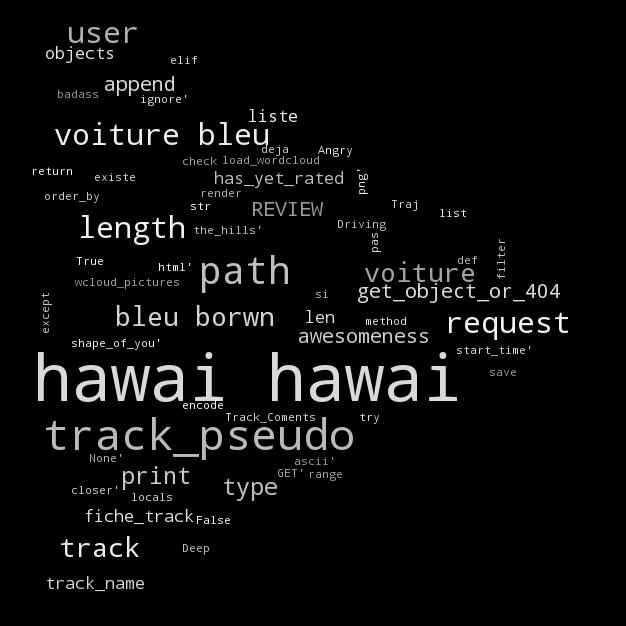 user
objects
elif
append
badass
ignore'
liste
voiture bleu
deja
Angry
check
load_wordcloud
return
existe
has_yet_rated
png'
order_by
render
str
REVIEW
Traj
list
length
the_hills'
Driving
pas
filter
True
html'
path
def
voiture
wcloud_pictures
si
get_object_or_404
except
bleu borwn
len
method
request
awesomeness
shape_of_you'
start_time'
hawai hawai
save
encode
Track_Coments
try
track_pseudo
None'
ascii'
print
GET'
range
closer'
locals
type
fiche_track
False
track
Deep
track_name